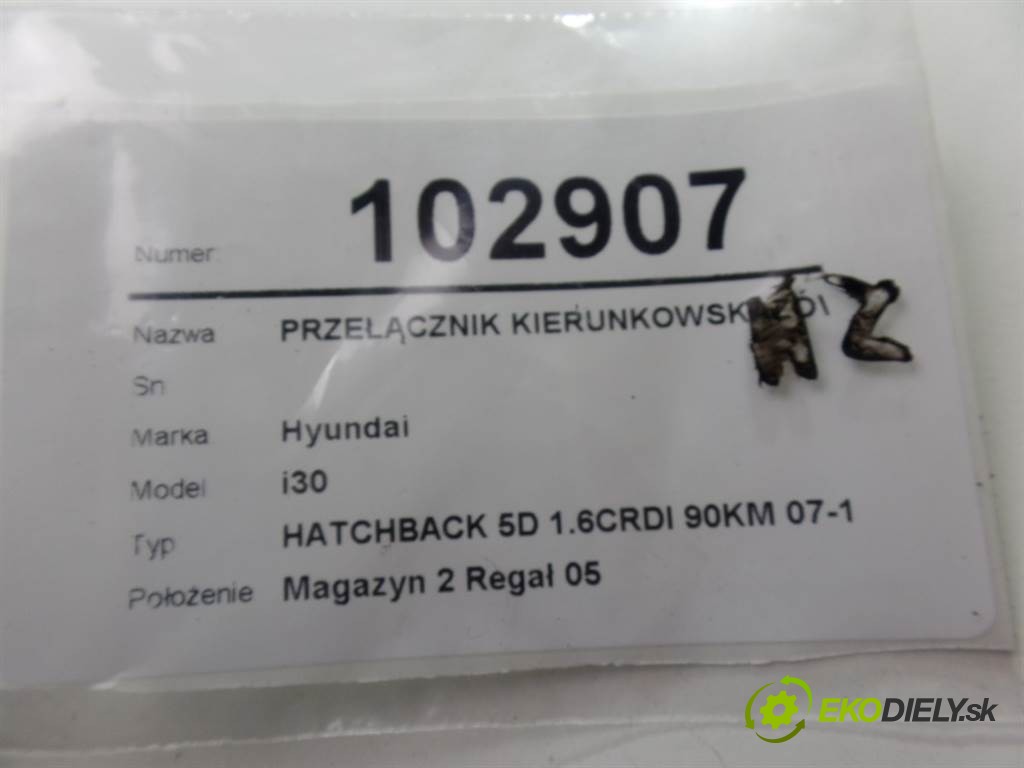 Numer: 102907
Nazwa PRZEŁĄCZNIK KIERUNKOWSKAZÓI
Sn
Marka Hyundai
Model i30
Typ HATCHBACK 5D 1.6CRDI 90KM 07-1
Położenie Magazyn 2 Regał 05
EKODIELY.sk